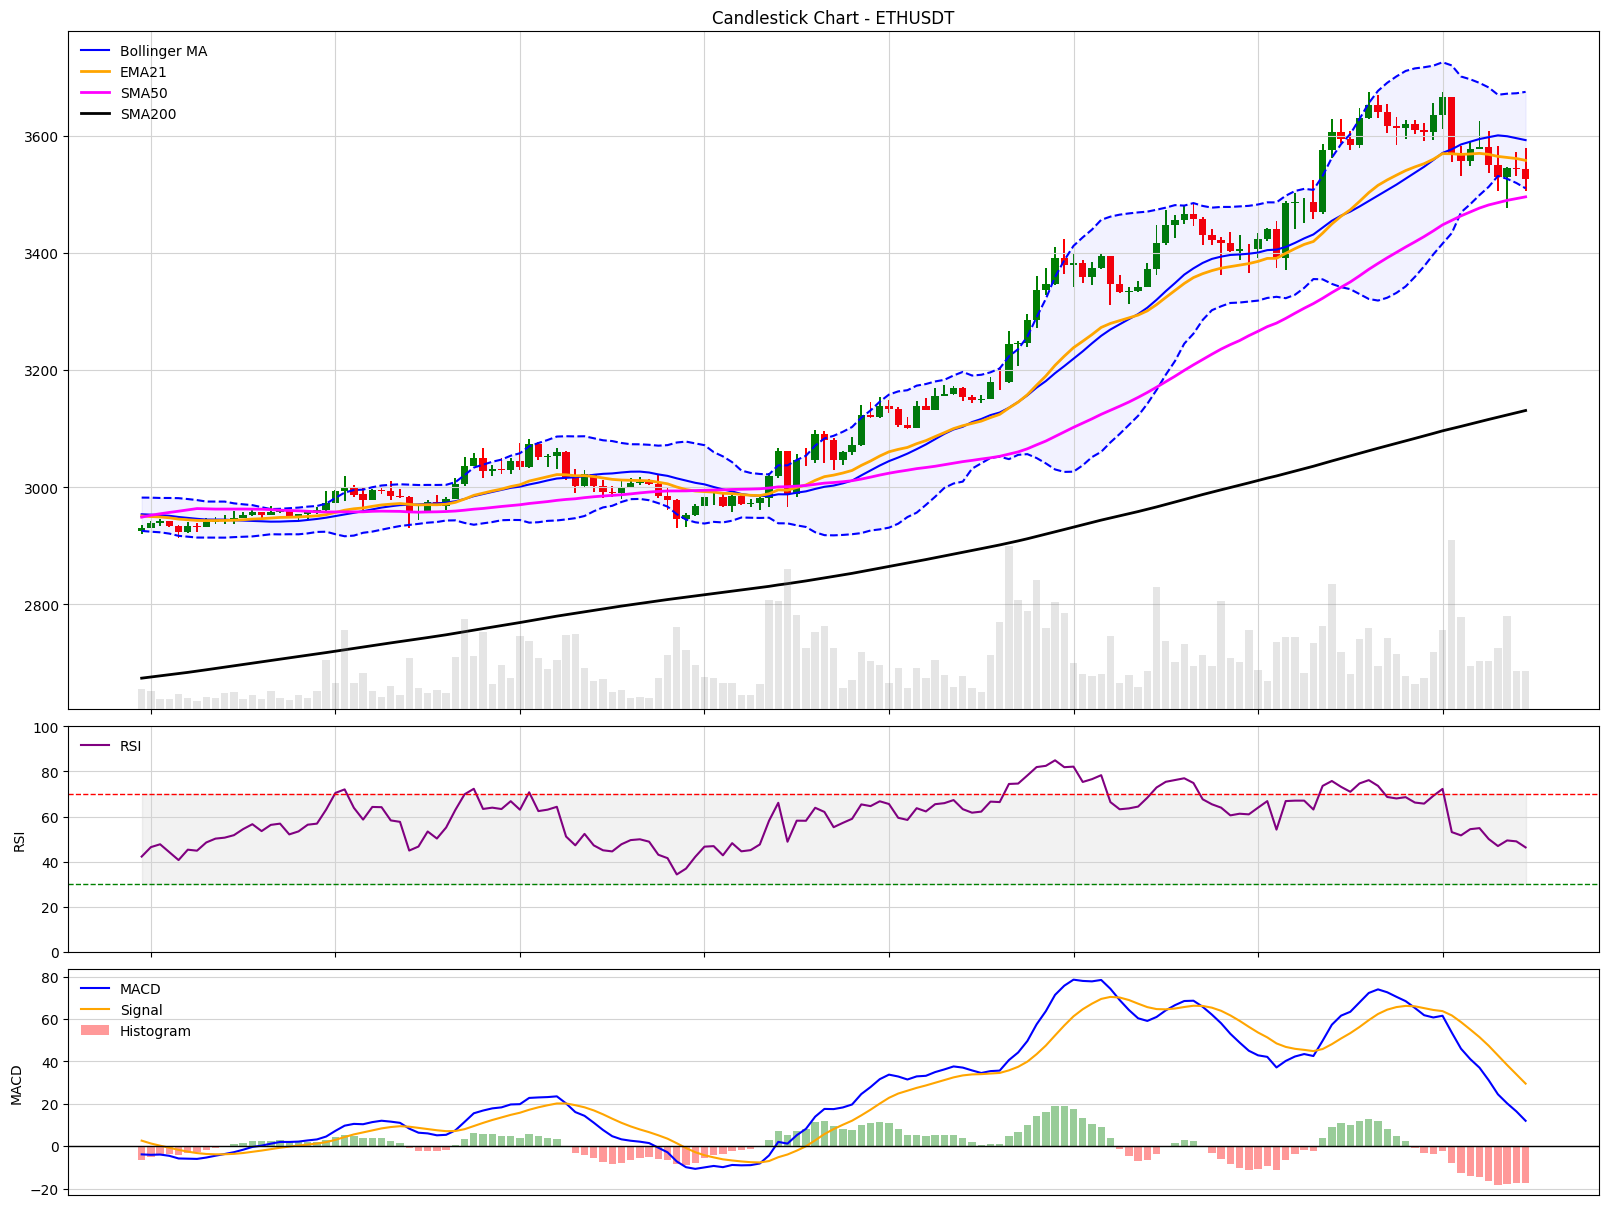 Candlestick Chart - ETHUSDT
Bollinger MA
EMA21
SMA50
SMA200
3600
3400
3200
3000
2800
RSI
100
80
60
40
20
0
RSI
MACD
Signal
Histogram
80
60
40
20
0
−20
MACD